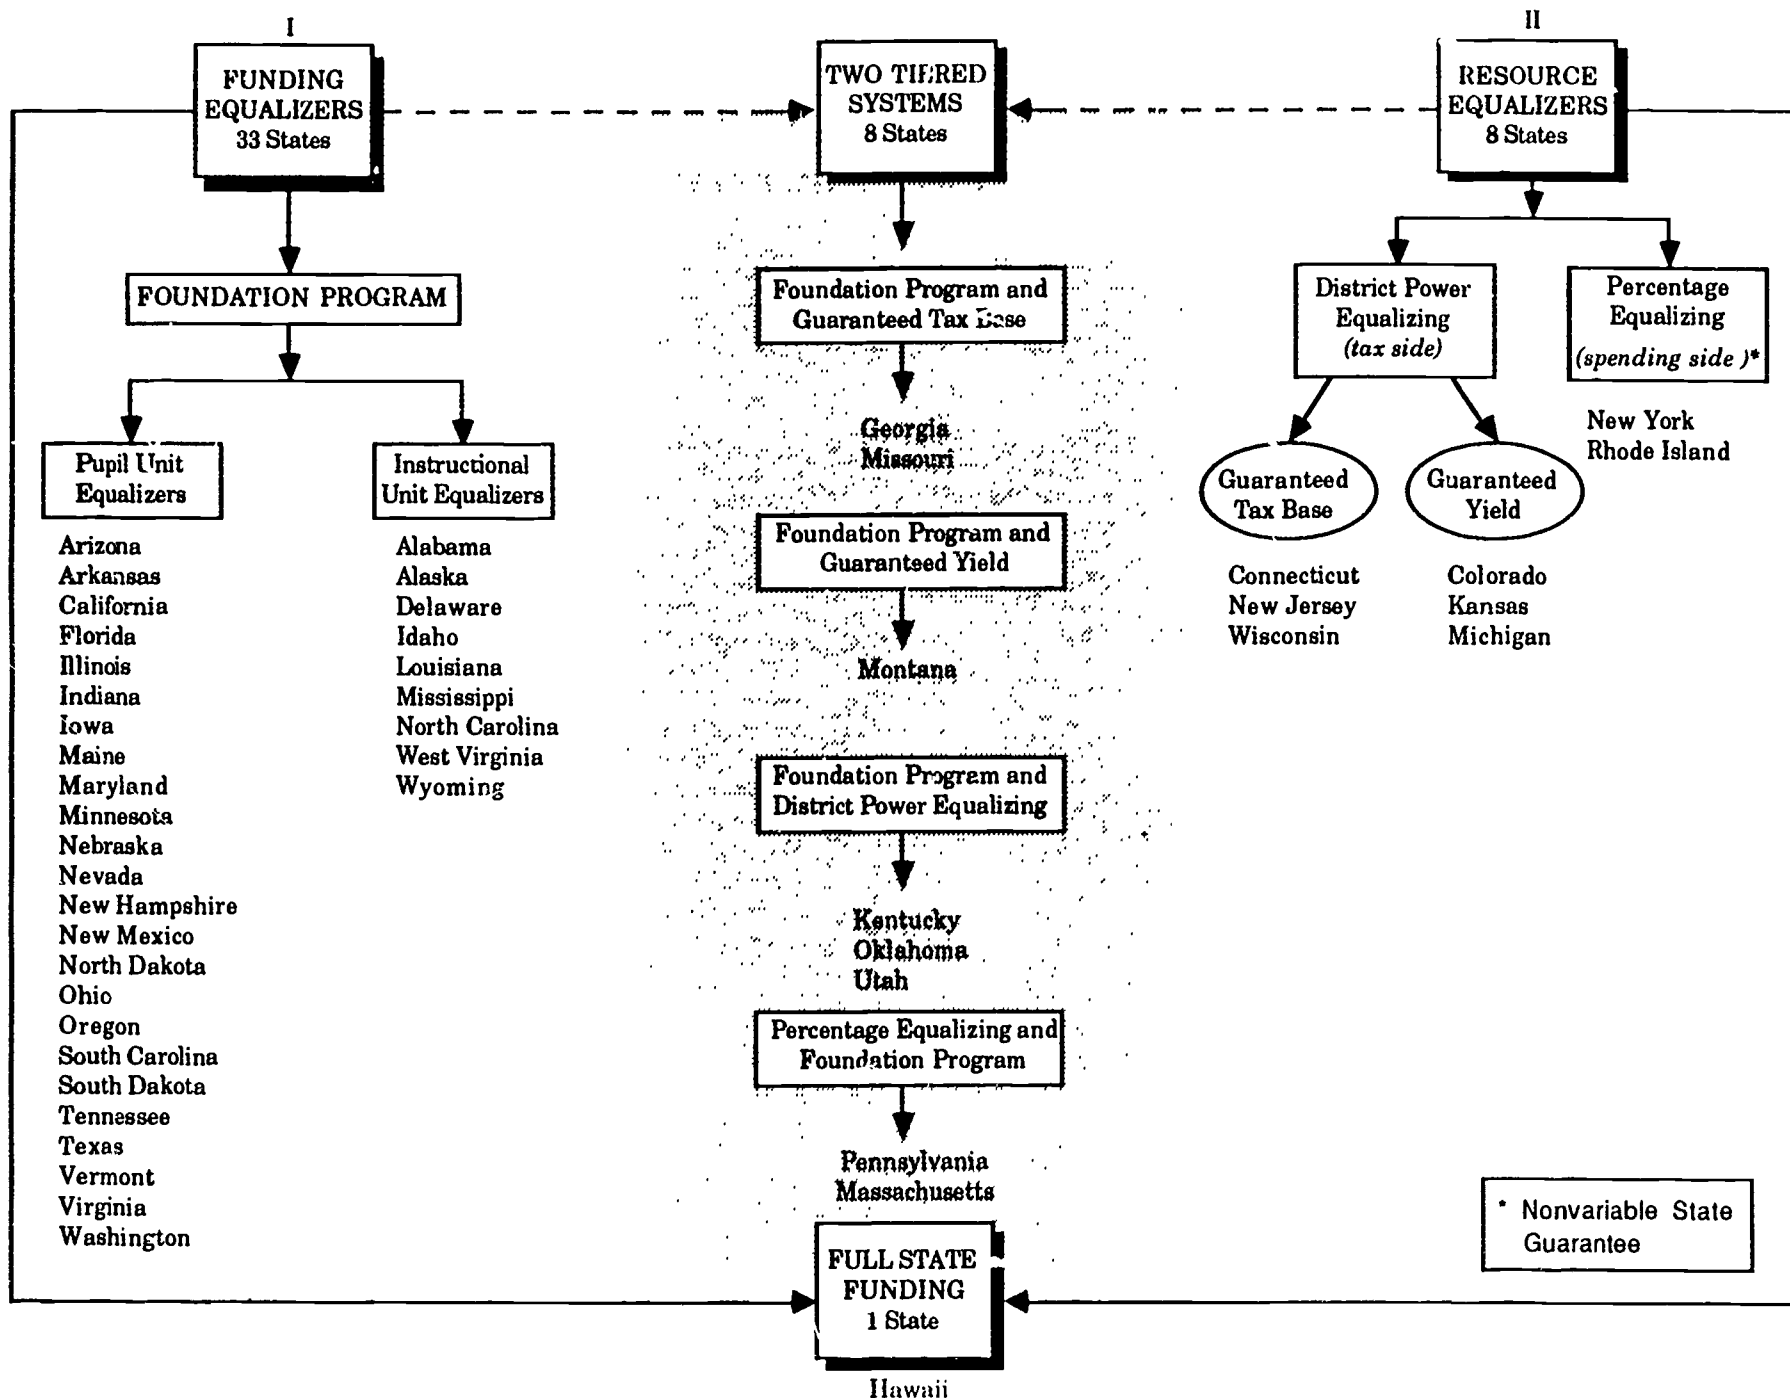 I
FUNDING
EQUALIZERS
33 States
FOUNDATION PROGRAM
Pupil Unit
Equalizers
Arizona
Arkansas
California
Florida
Illinois
Indiana
Iowa
Maine
Maryland
Minnesota
Nebraska
Nevada
New Hampshire
New Mexico
North Dakota
Ohio
Oregon
South Carolina
South Dakota
Tennessee
Texas
Vermont
Virginia
Washington
Instructional
Unit Equalizers
Alabama
Alaska
Delaware
Idaho
Louisiana
Mississippi
North Carolina
West Virginia
Wyoming
TWO TIERED
SYSTEMS
8 States
Foundation Program and
Guaranteed Tax Base
Georgia
Missouri
Foundation Program and
Guaranteed Yield
Montana
Foundation Program and
District Power Equalizing
Kentucky
Oklahoma
Utah
Percentage Equalizing and
Foundation Program
Pennsylvania
Massachusetts
FULL STATE
FUNDING
1 State
Hawaii
II
RESOURCE
EQUALIZERS
8 States
District Power
Equalizing
(tax side)
Guaranteed
Tax Base
Connecticut
New Jersey
Wisconsin
Guaranteed
Yield
Colorado
Kansas
Michigan
Percentage
Equalizing
(spending side)*
New York
Rhode Island
* Nonvariable State
Guarantee